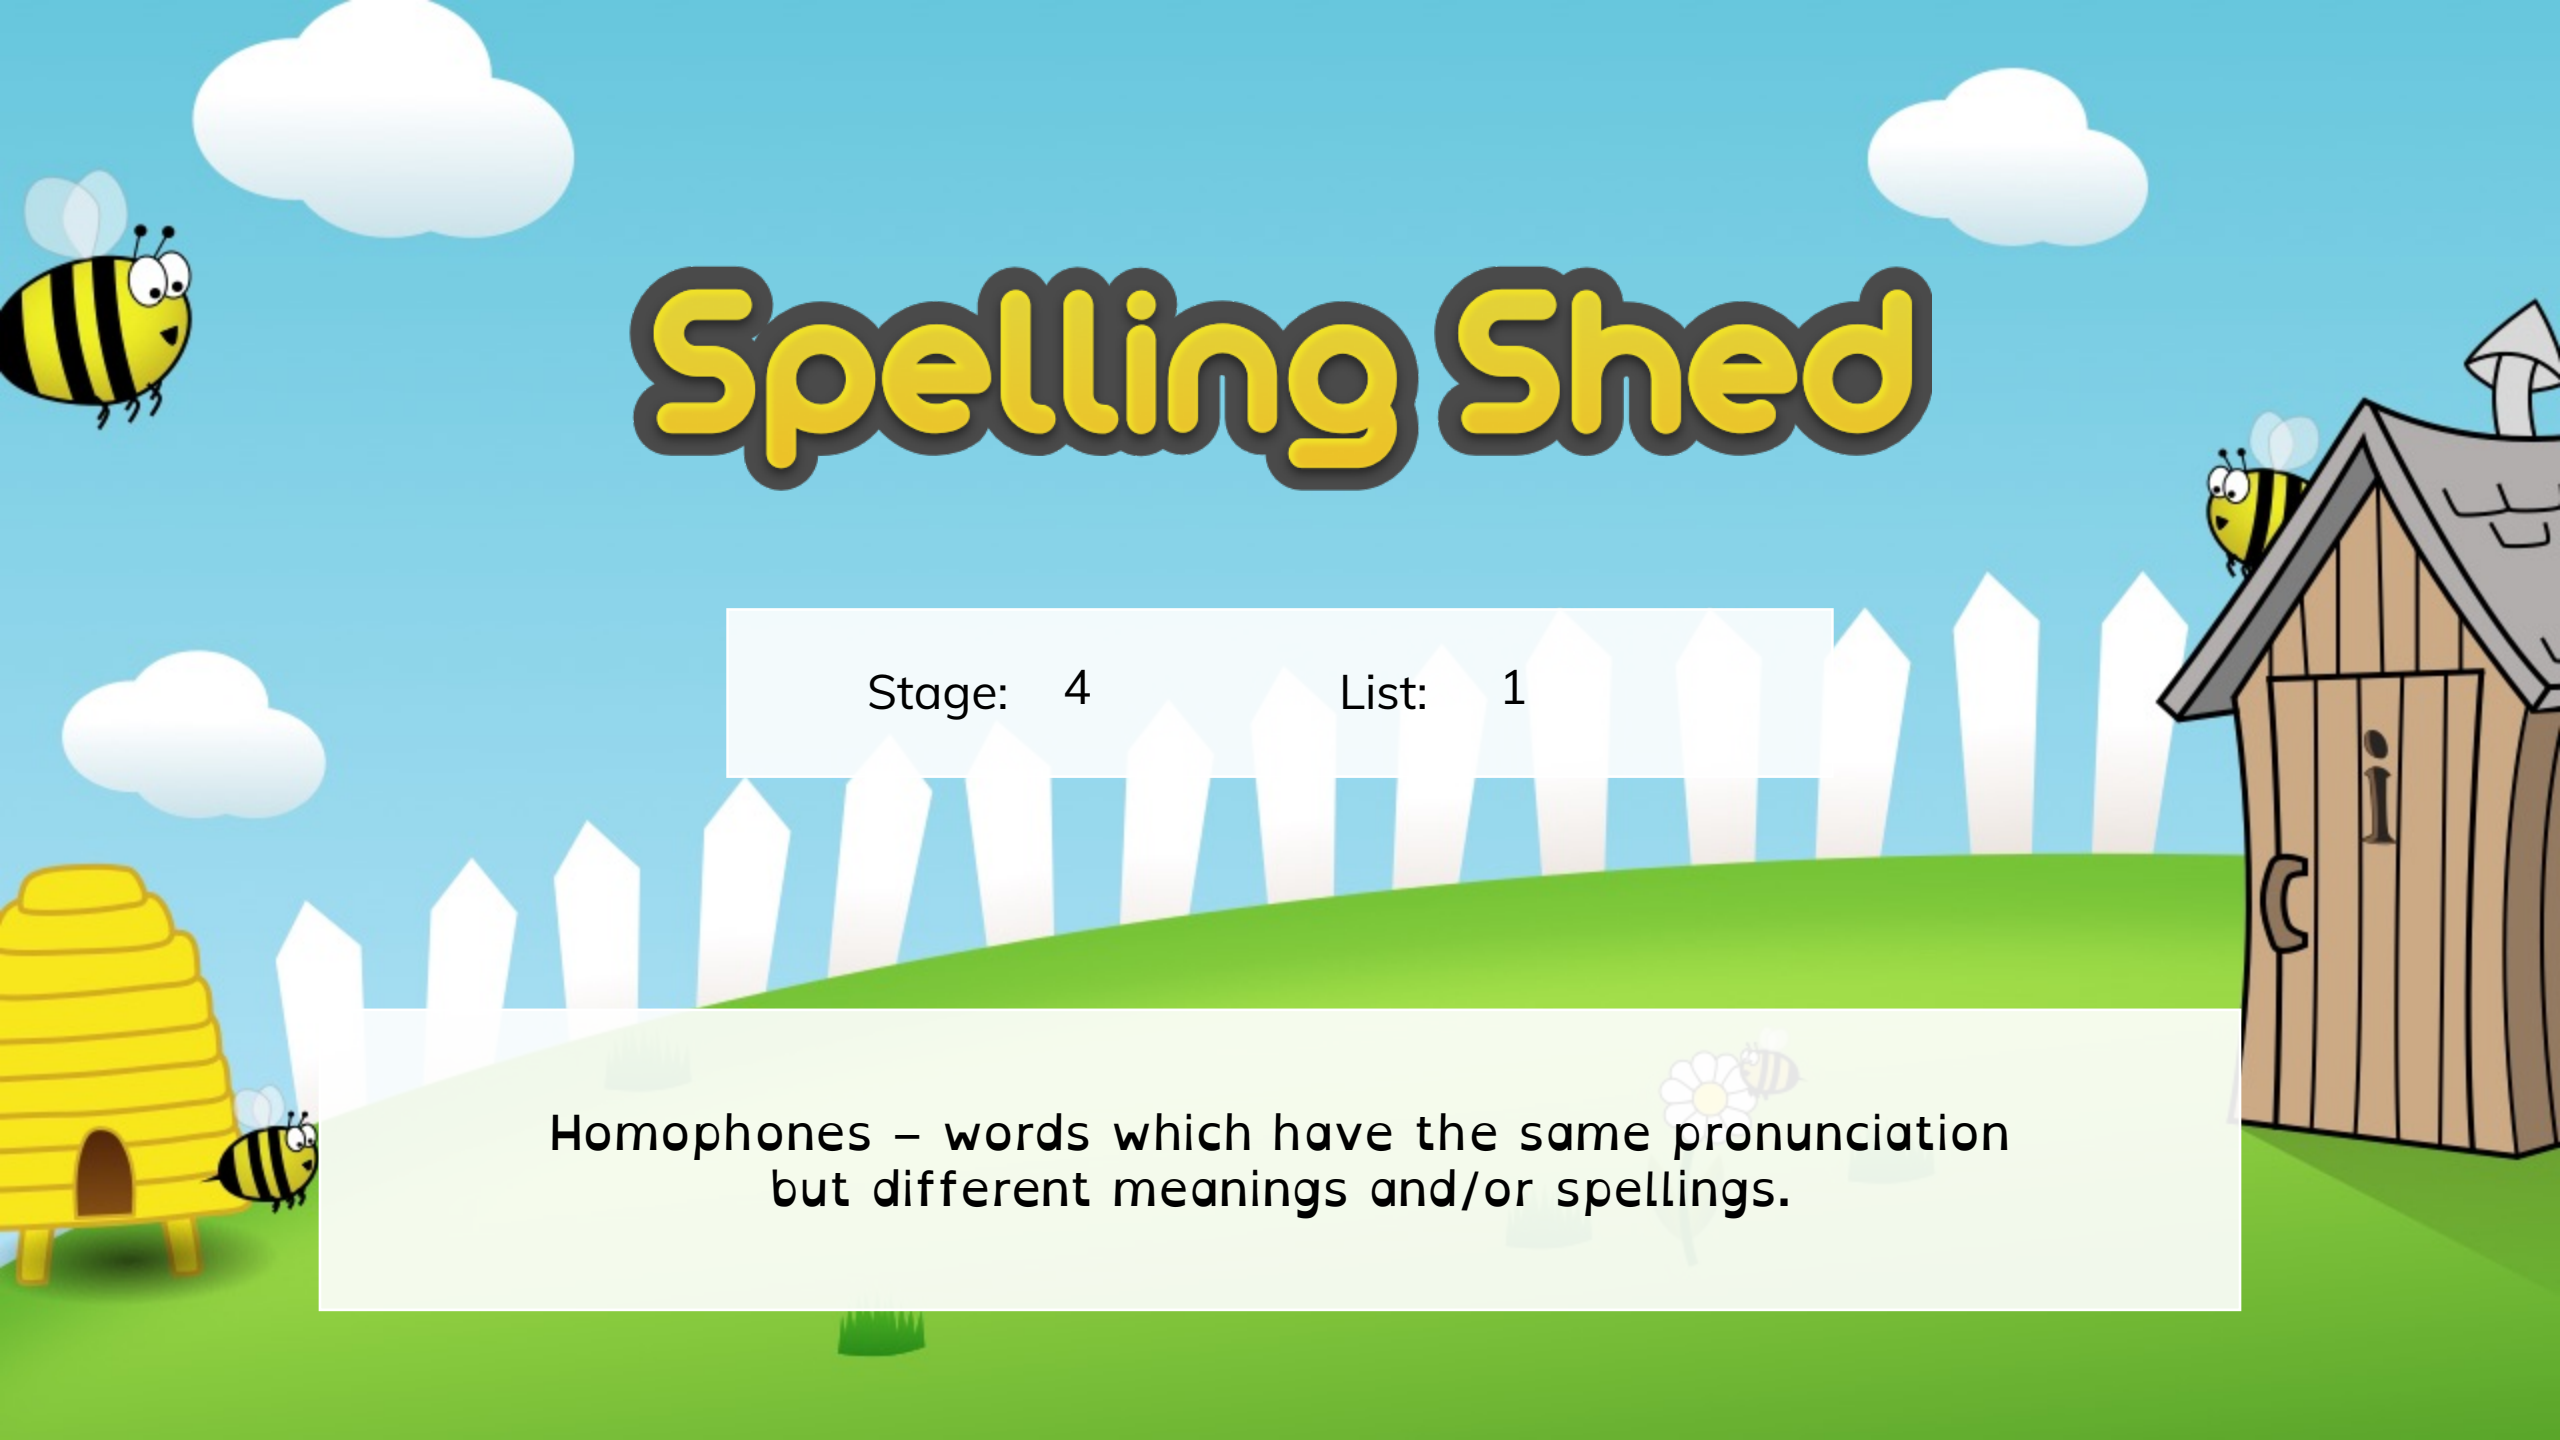 Spelling Shed
Stage: 4 List: 1
i
Homophones – words which have the same pronunciation
but different meanings and/or spellings.